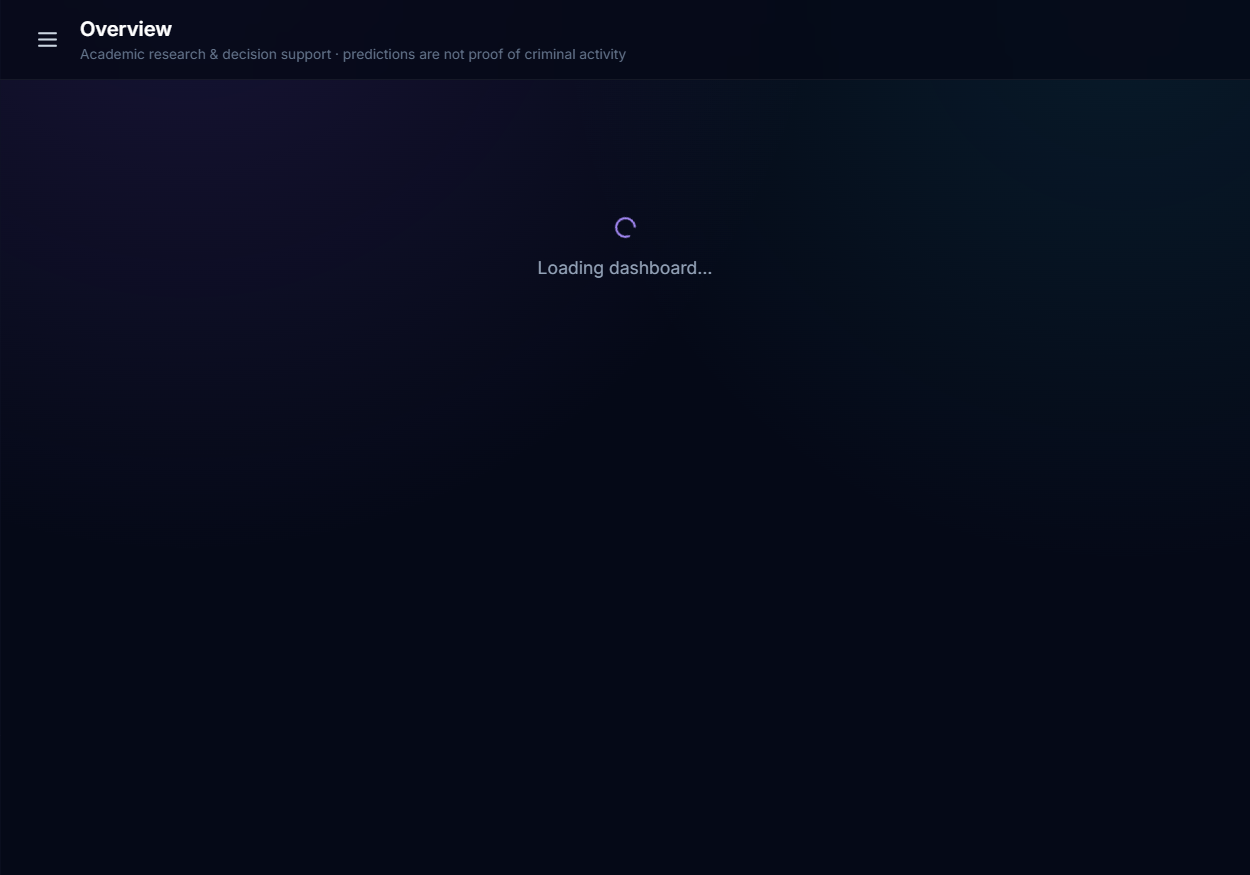 Overview
Academic research & decision support · predictions are not proof of criminal activity
Loading dashboard...